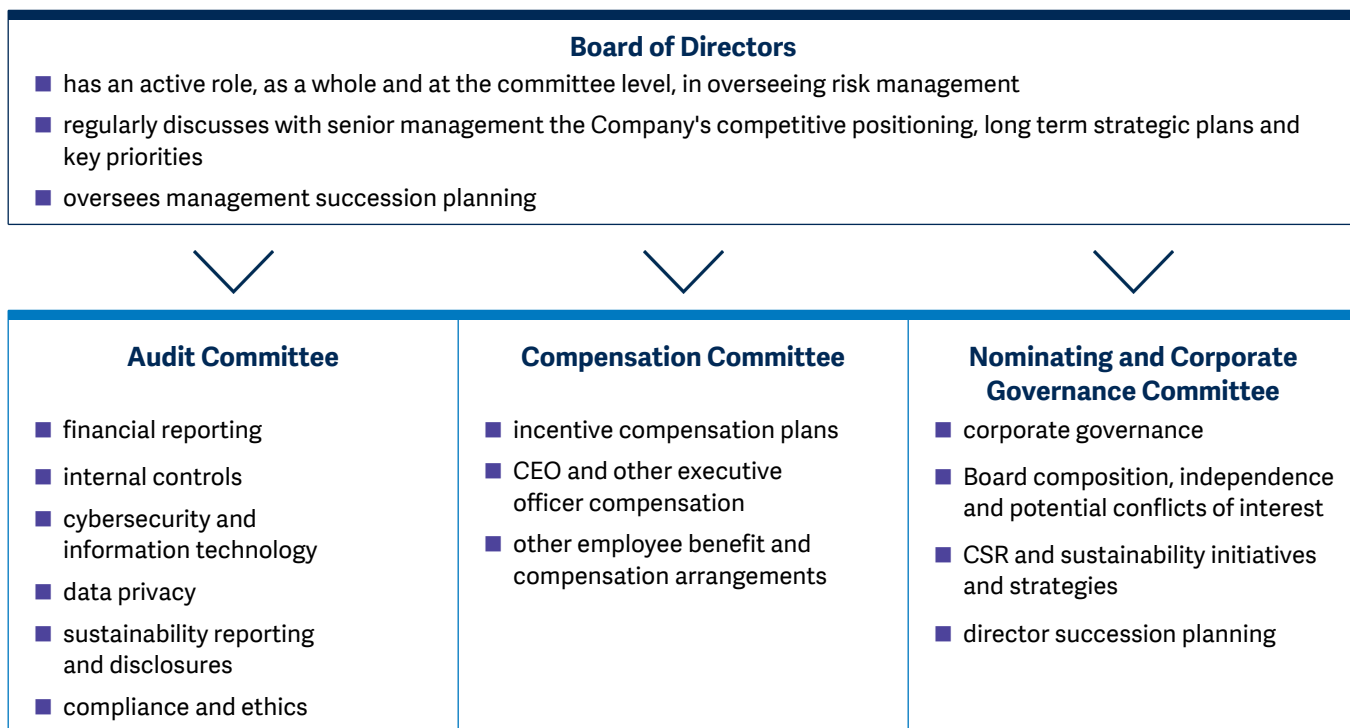 Board of Directors
has an active role, as a whole and at the committee level, in overseeing risk management
regularly discusses with senior management the Company's competitive positioning, long term strategic plans and
key priorities
oversees management succession planning
Audit Committee
financial reporting
internal controls
cybersecurity and
information technology
data privacy
sustainability reporting
and disclosures
compliance and ethics
Compensation Committee
incentive compensation plans
CEO and other executive
officer compensation
other employee benefit and
compensation arrangements
Nominating and Corporate
Governance Committee
corporate governance
Board composition, independence
and potential conflicts of interest
CSR and sustainability initiatives
and strategies
director succession planning